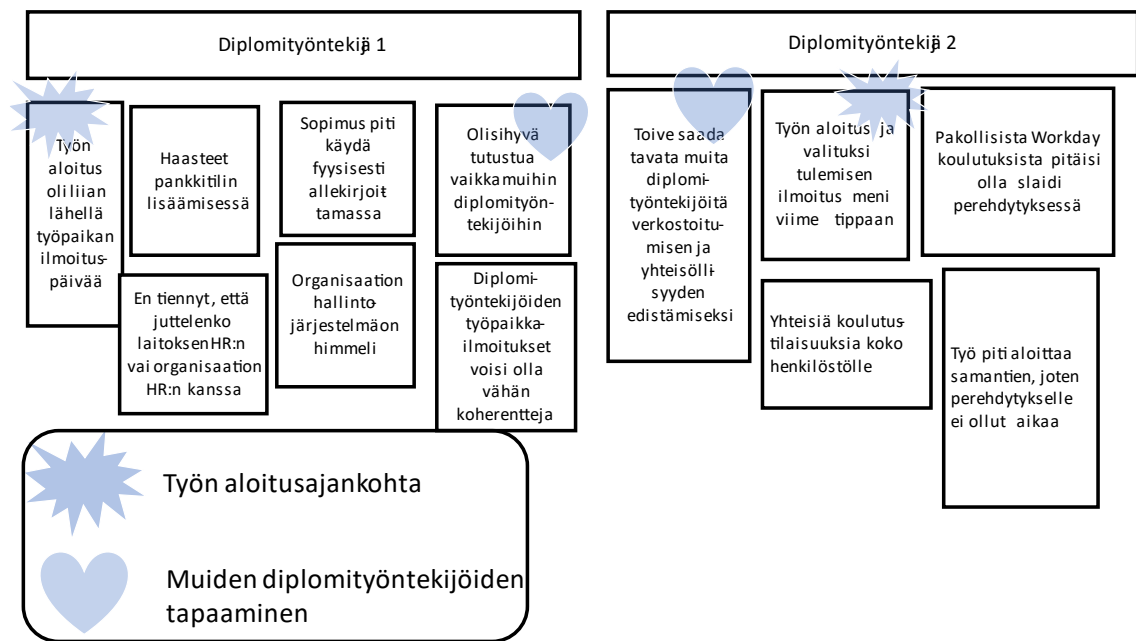 Diplomityöntekijä 1
Työn
aloitus
oli liian
lähellä
työpaikan
ilmoitus-
päivää
Haasteet
pankkitilin
lisäämisessä
Sopimus piti
käydä
fyysisesti
allekirjoit-
tamassa
Olisi hyvä
tutustua
vaikka muihin
diplomityön-
tekijöihin
En tiennyt, että
juttelenko
laitoksen HR:n
vai organisaation
HR:n kanssa
Organisaation
hallinto-
järjestelmä on
himmeli
Diplomi-
työntekijöiden
työpaikka-
ilmoitukset
voisi olla
vähän
koherentteja
Diplomityöntekijä 2
Toive saada
tavata muita
diplomi-
työntekijöitä
verkostoitu-
misen ja
yhteisölli-
syyden
edistämiseksi
Työn aloitus ja
valituksi
tulemisen
ilmoitus meni
viime tippaan
Pakollisista Workday
koulutuksista pitäisi
olla slaidi
perehdytyksessä
Yhteisiä koulutus-
tilaisuuksia koko
henkilöstölle
Työ piti aloittaa
samantien, joten
perehdytykselle
ei ollut aikaa
Työn aloitusajankohta
Muiden diplomityöntekijöiden
tapaaminen